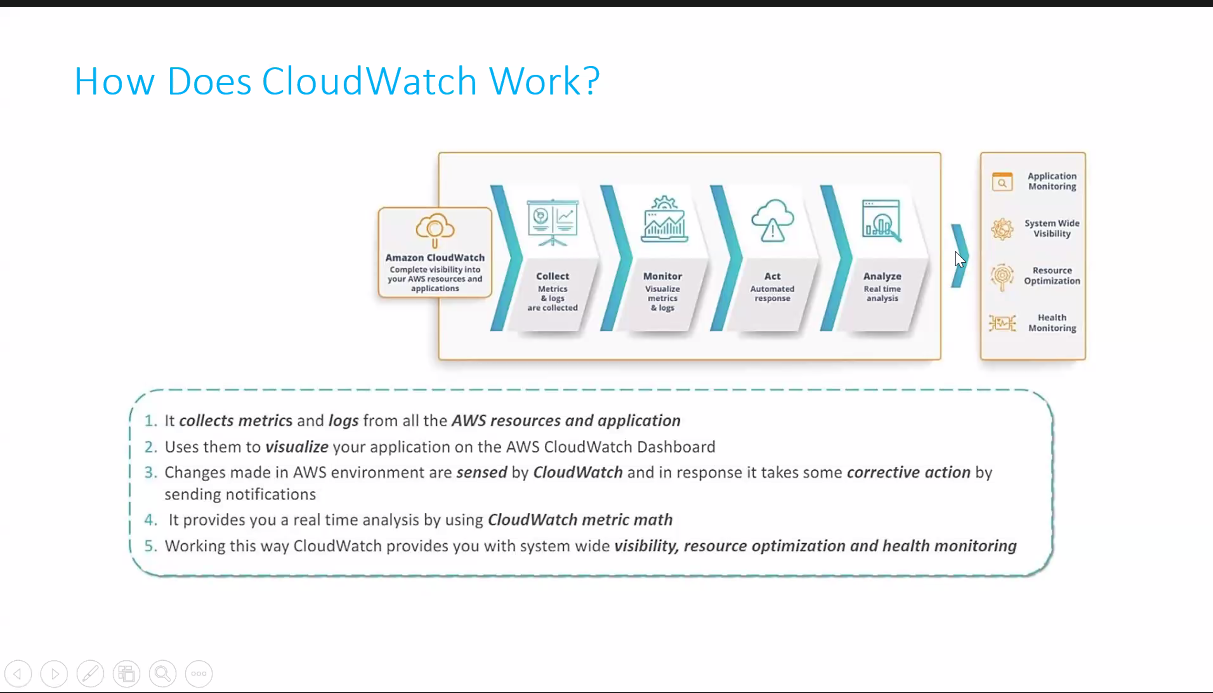 How Does CloudWatch Work?
Amazon CloudWatch
Complete visibility into
your AWS resources and
applications
Collect
Metrics
& logs
are collected
Monitor
Visualize
metrics
& logs
Act
Automated
response
Analyze
Real time
analysis
Application
Monitoring
System Wide
Visibility
Resource
Optimization
Health
Monitoring
1. It collects metrics and logs from all the AWS resources and application
2. Uses them to visualize your application on the AWS CloudWatch Dashboard
3. Changes made in AWS environment are sensed by CloudWatch and in response it takes some corrective action by
sending notifications
4. It provides you a real time analysis by using CloudWatch metric math
5. Working this way CloudWatch provides you with system wide visibility, resource optimization and health monitoring